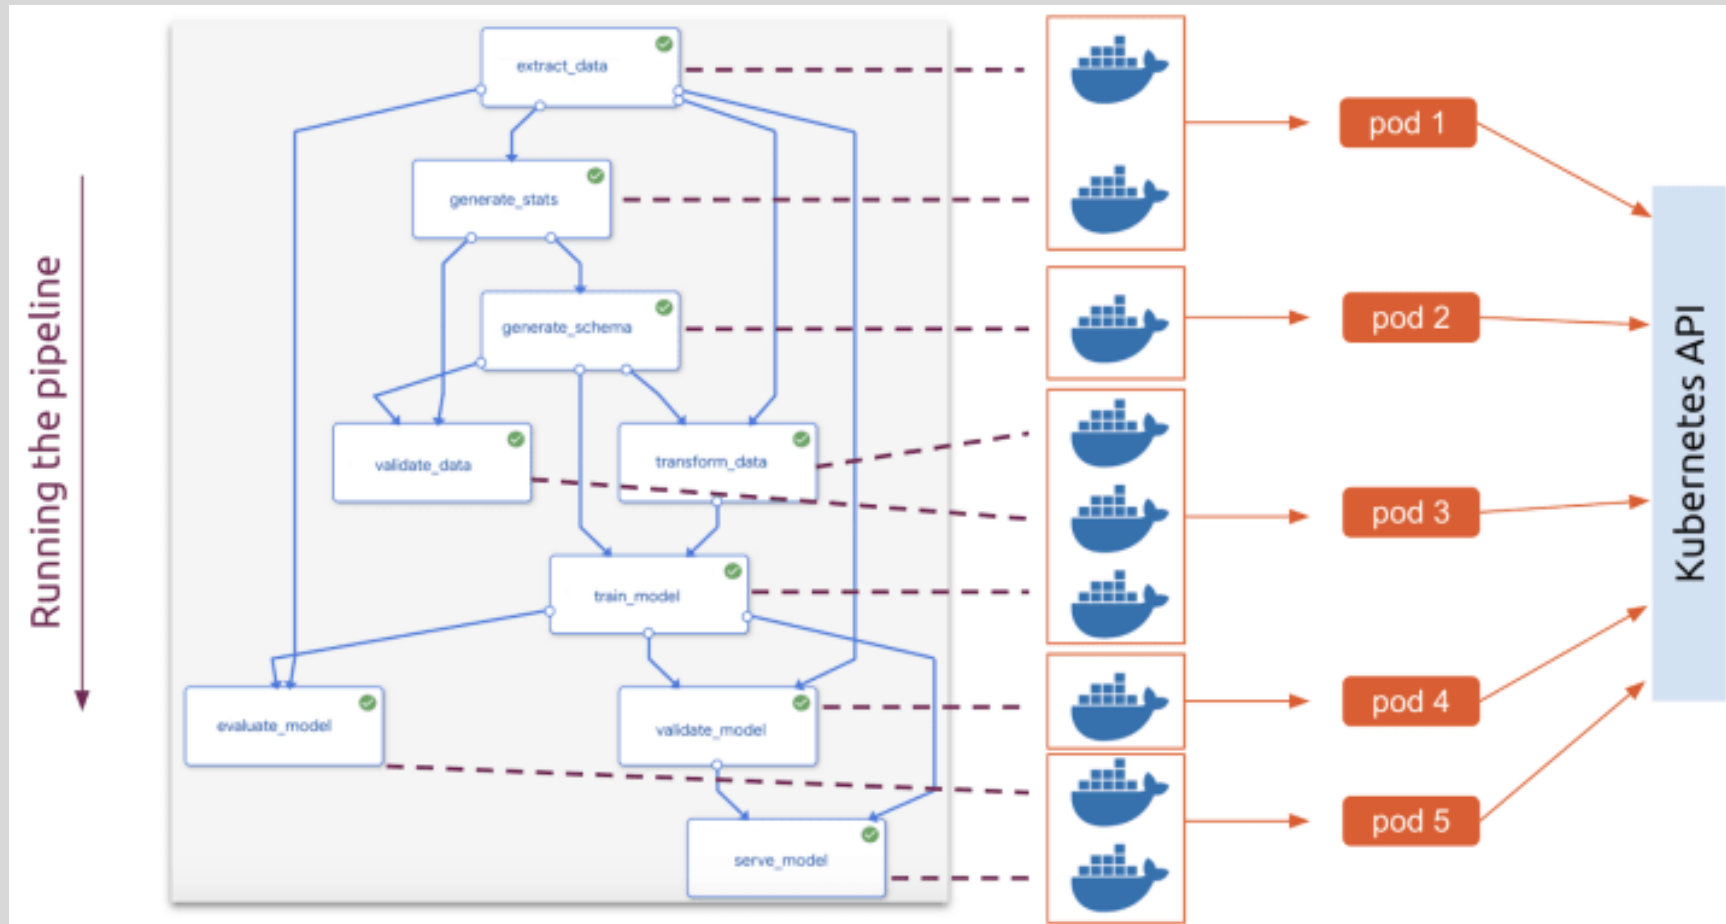 Running the pipeline
extract_data
generate_stats
generate_schema
validate_data
transform_data
train_model
evaluate_model
validate_model
serve_model
pod 1
pod 2
pod 3
pod 4
pod 5
Kubernetes API